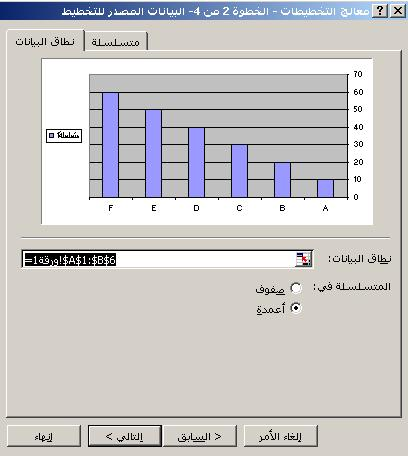 معالج التخطيطات - الخطوة 2 من 4- البيانات المصدر للتخطيط
نطاق البيانات متسلسلة
70
60
50
40
30
20
10
0
F E D C B A
سلسلة1
نطاق البيانات:
=ورقة1!$A$1:$B$6
المتسلسلة في:
صفوف
أعمدة
إلغاء الأمر < السابق التالي > إنهاء